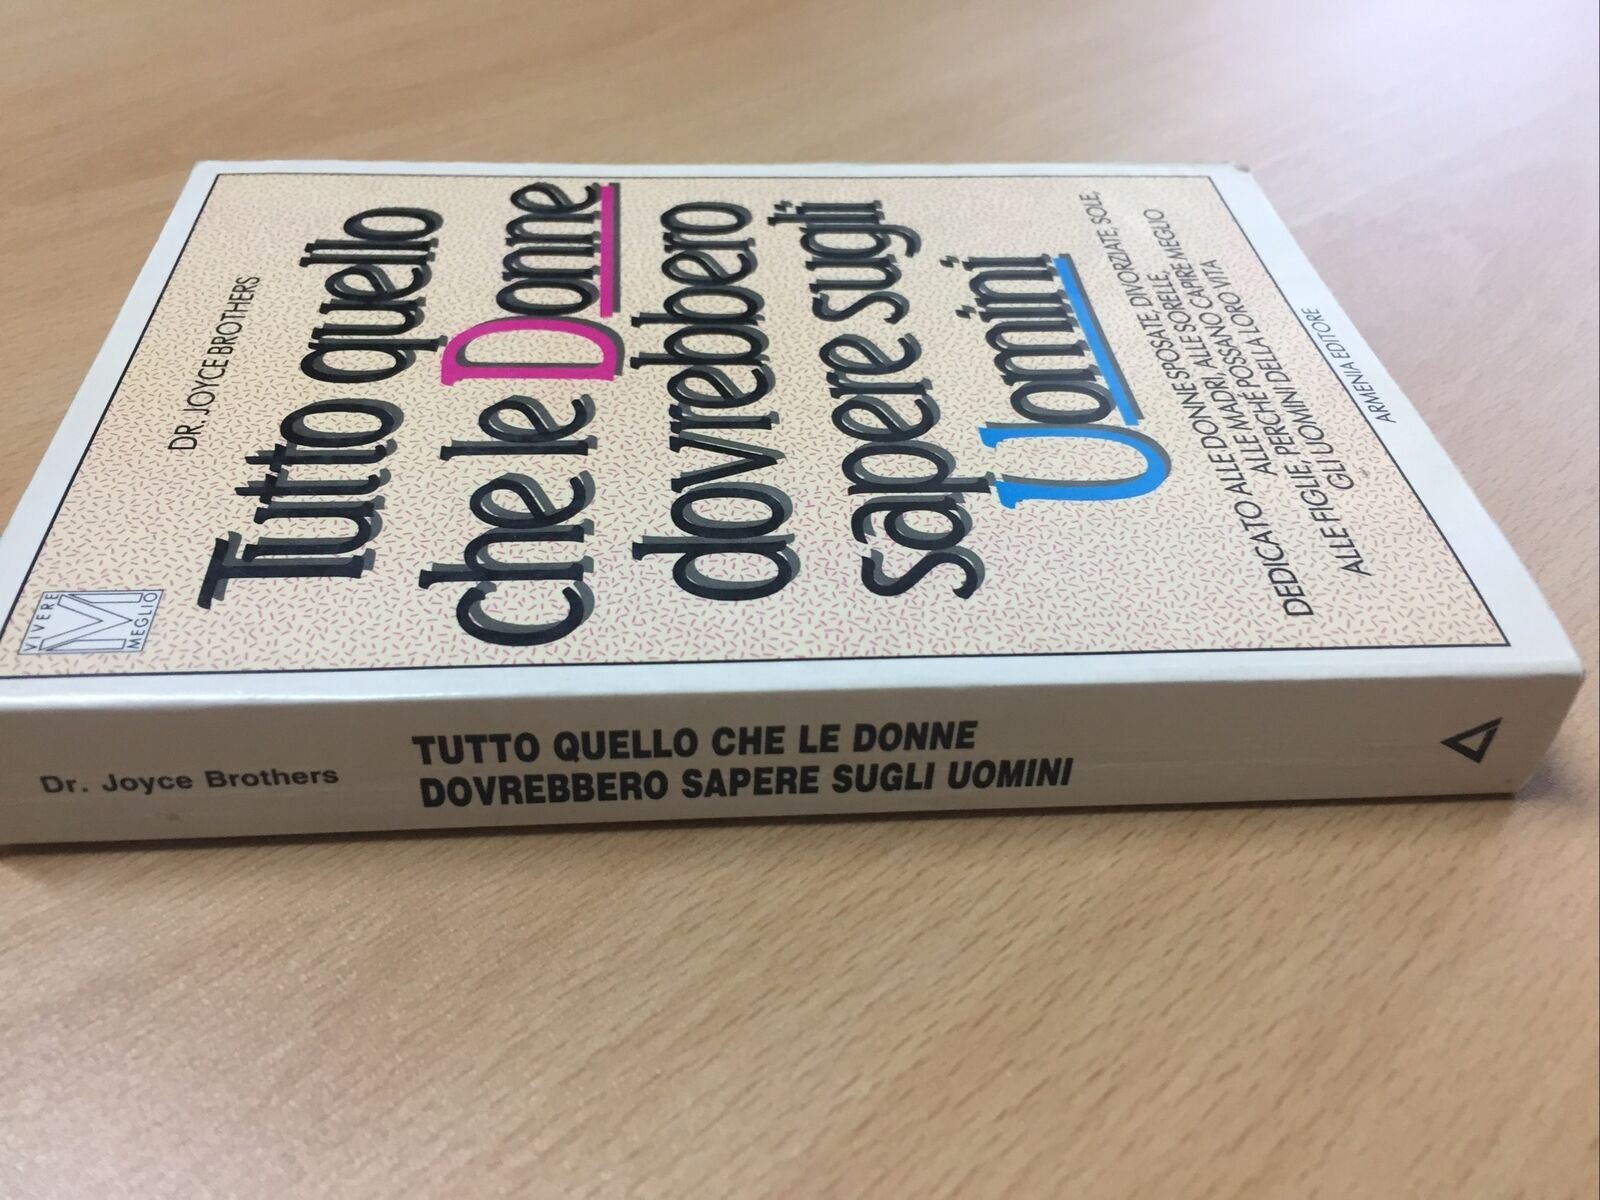 DR. JOYCE BROTHERS
Tutto quello
che le Donne
dovrebbero
sapere sugli
Uomini
DEDICATO ALLE DONNE SPOSATE, DIVORZIATE, SOLE,
ALLE MADRI, ALLE SORELLE,
ALLE FIGLIE, PERCHÉ POSSANO CAPIRE MEGLIO
GLI UOMINI DELLA LORO VITA
ARMENIA EDITORE
VIVERE
M
MEGLIO
Dr. Joyce Brothers
TUTTO QUELLO CHE LE DONNE
DOVREBBERO SAPERE SUGLI UOMINI